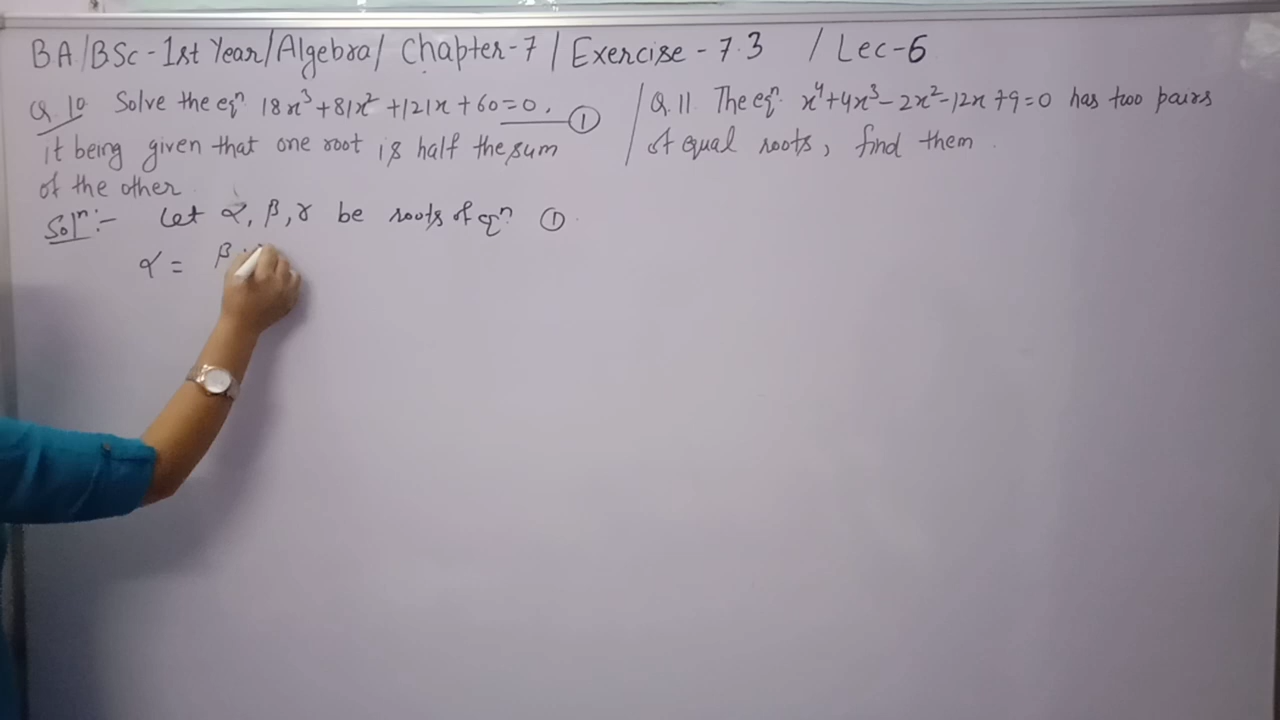 BA/BSc-1st Year/Algebra/ Chapter-7 / Exercise-7.3 / Lec-6
Q.10 Solve the eqⁿ 18x³+81x²+121x+60=0. ①
it being given that one root is half the sum
of the other
Solⁿ:- Let α, β, γ be roots of eqⁿ ①.
α = β
/ Q.11. The eqⁿ. x⁴+4x³-2x²-12x+9=0 has two pairs
of equal roots, find them.